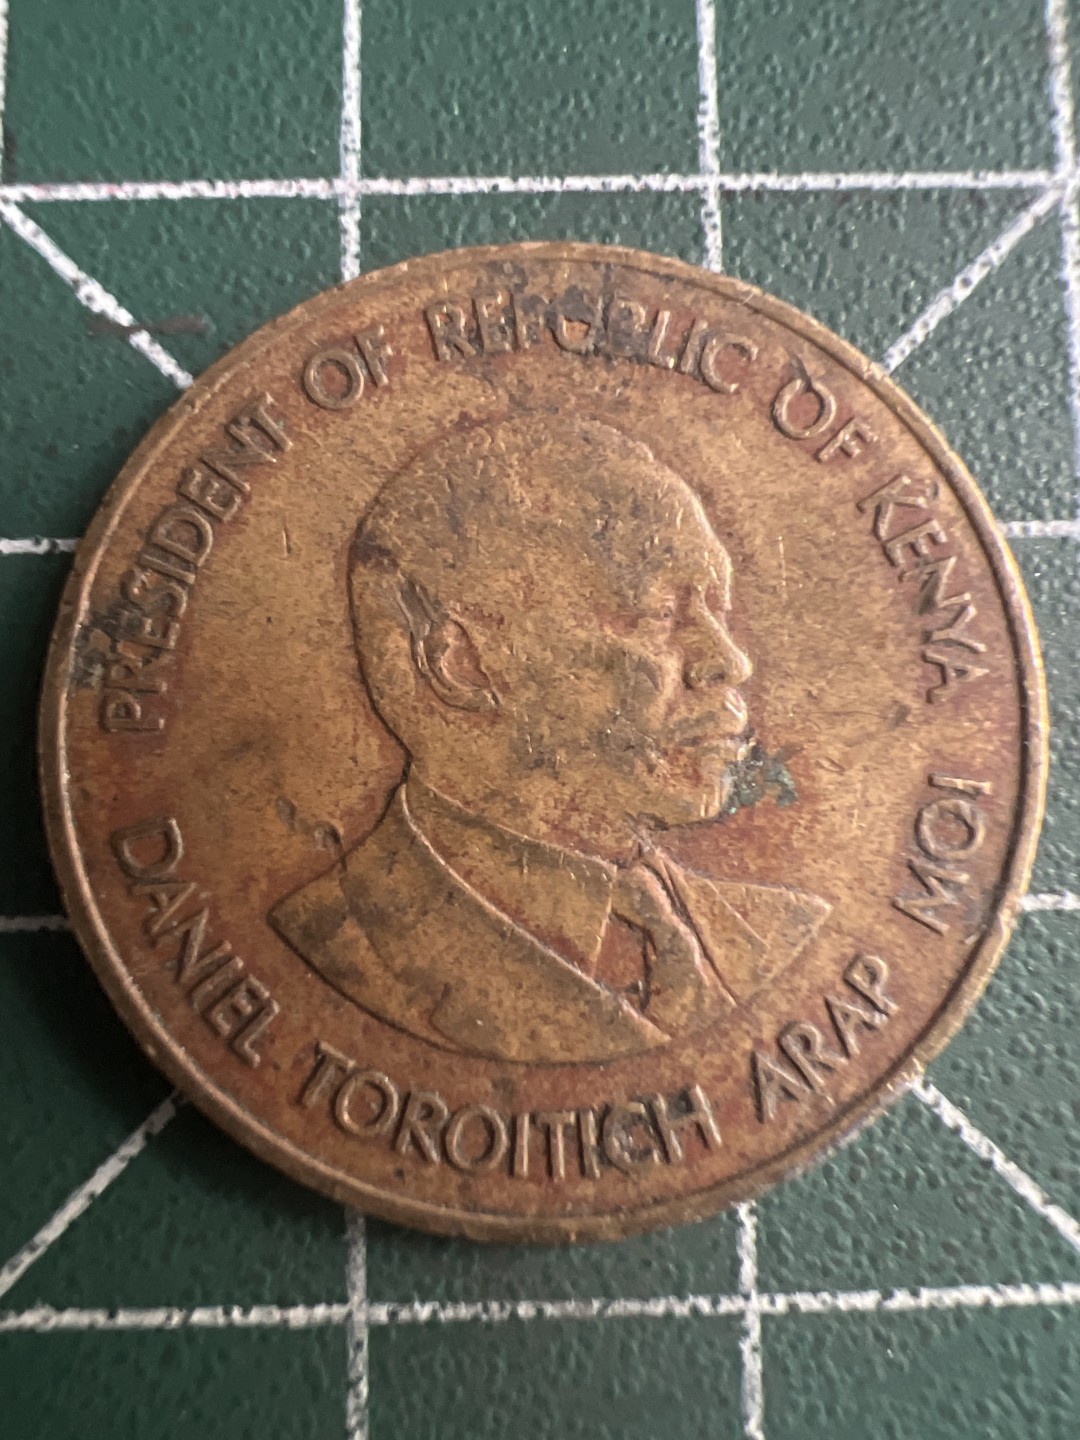 PRESIDENT OF REPUBLIC OF KENYA
DANIEL TOROITICH ARAP MOI